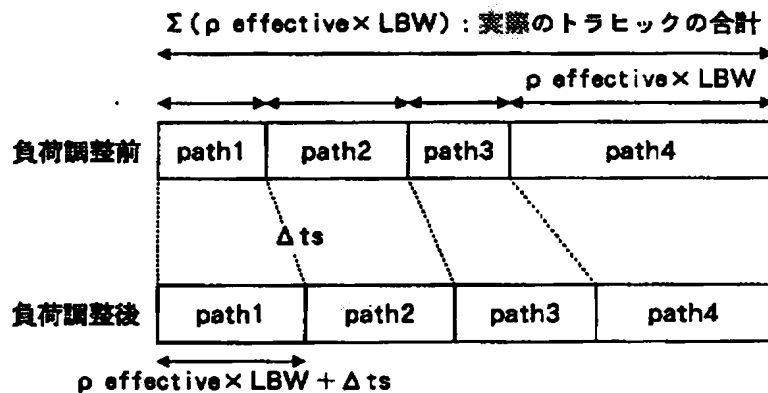 Σ(ρ effective×LBW):実際のトラヒックの合計
ρ effective×LBW
負荷調整前 path1 path2 path3 path4
Δts
負荷調整後 path1 path2 path3 path4
ρ effective×LBW+Δts